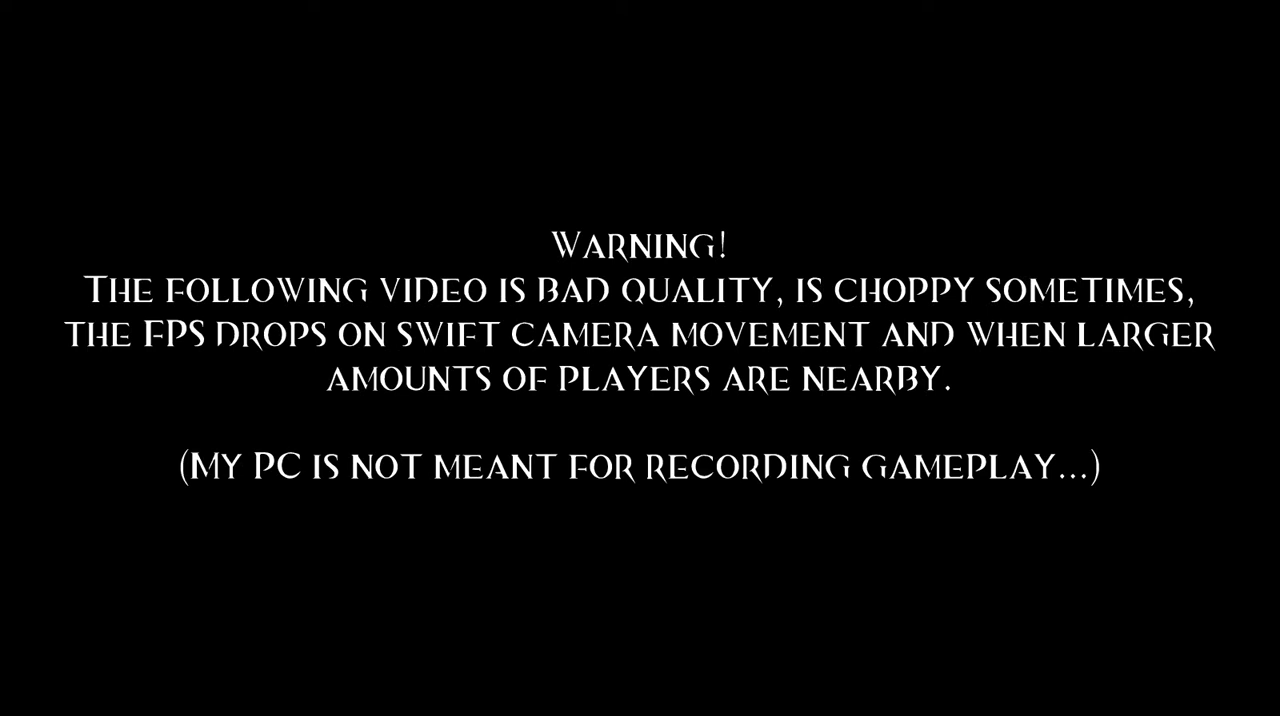 Warning!
The following video is bad quality, is choppy sometimes,
the FPS drops on swift camera movement and when larger
amounts of players are nearby.
(My PC is not meant for recording gameplay...)